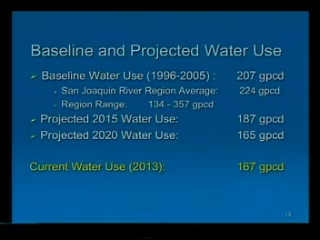 Baseline and Projected Water Use
Baseline Water Use (1996-2005) : 207 gpcd
San Joaquin River Region Average: 224 gpcd
Region Range: 134 - 357 gpcd
Projected 2015 Water Use: 187 gpcd
Projected 2020 Water Use: 165 gpcd
Current Water Use (2013): 167 gpcd